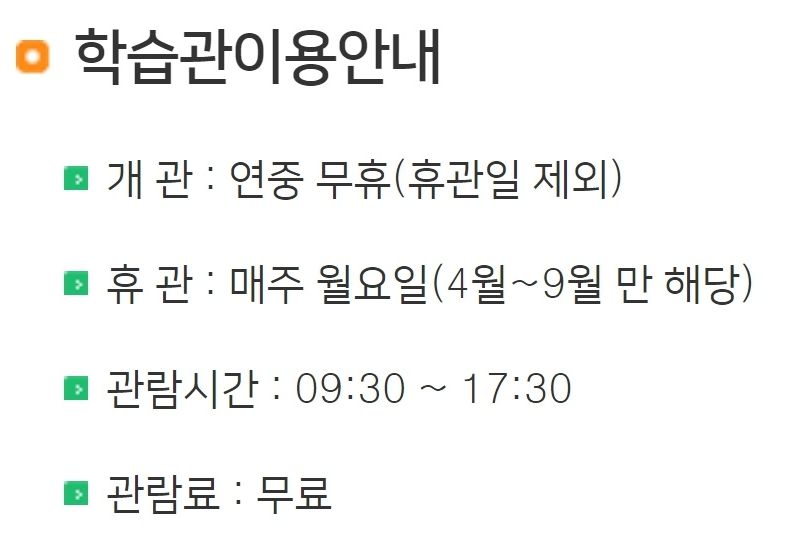 학습관이용안내
개 관 : 연중 무휴(휴관일 제외)
휴 관 : 매주 월요일(4월~9월 만 해당)
관람시간 : 09:30 ~ 17:30
관람료 : 무료